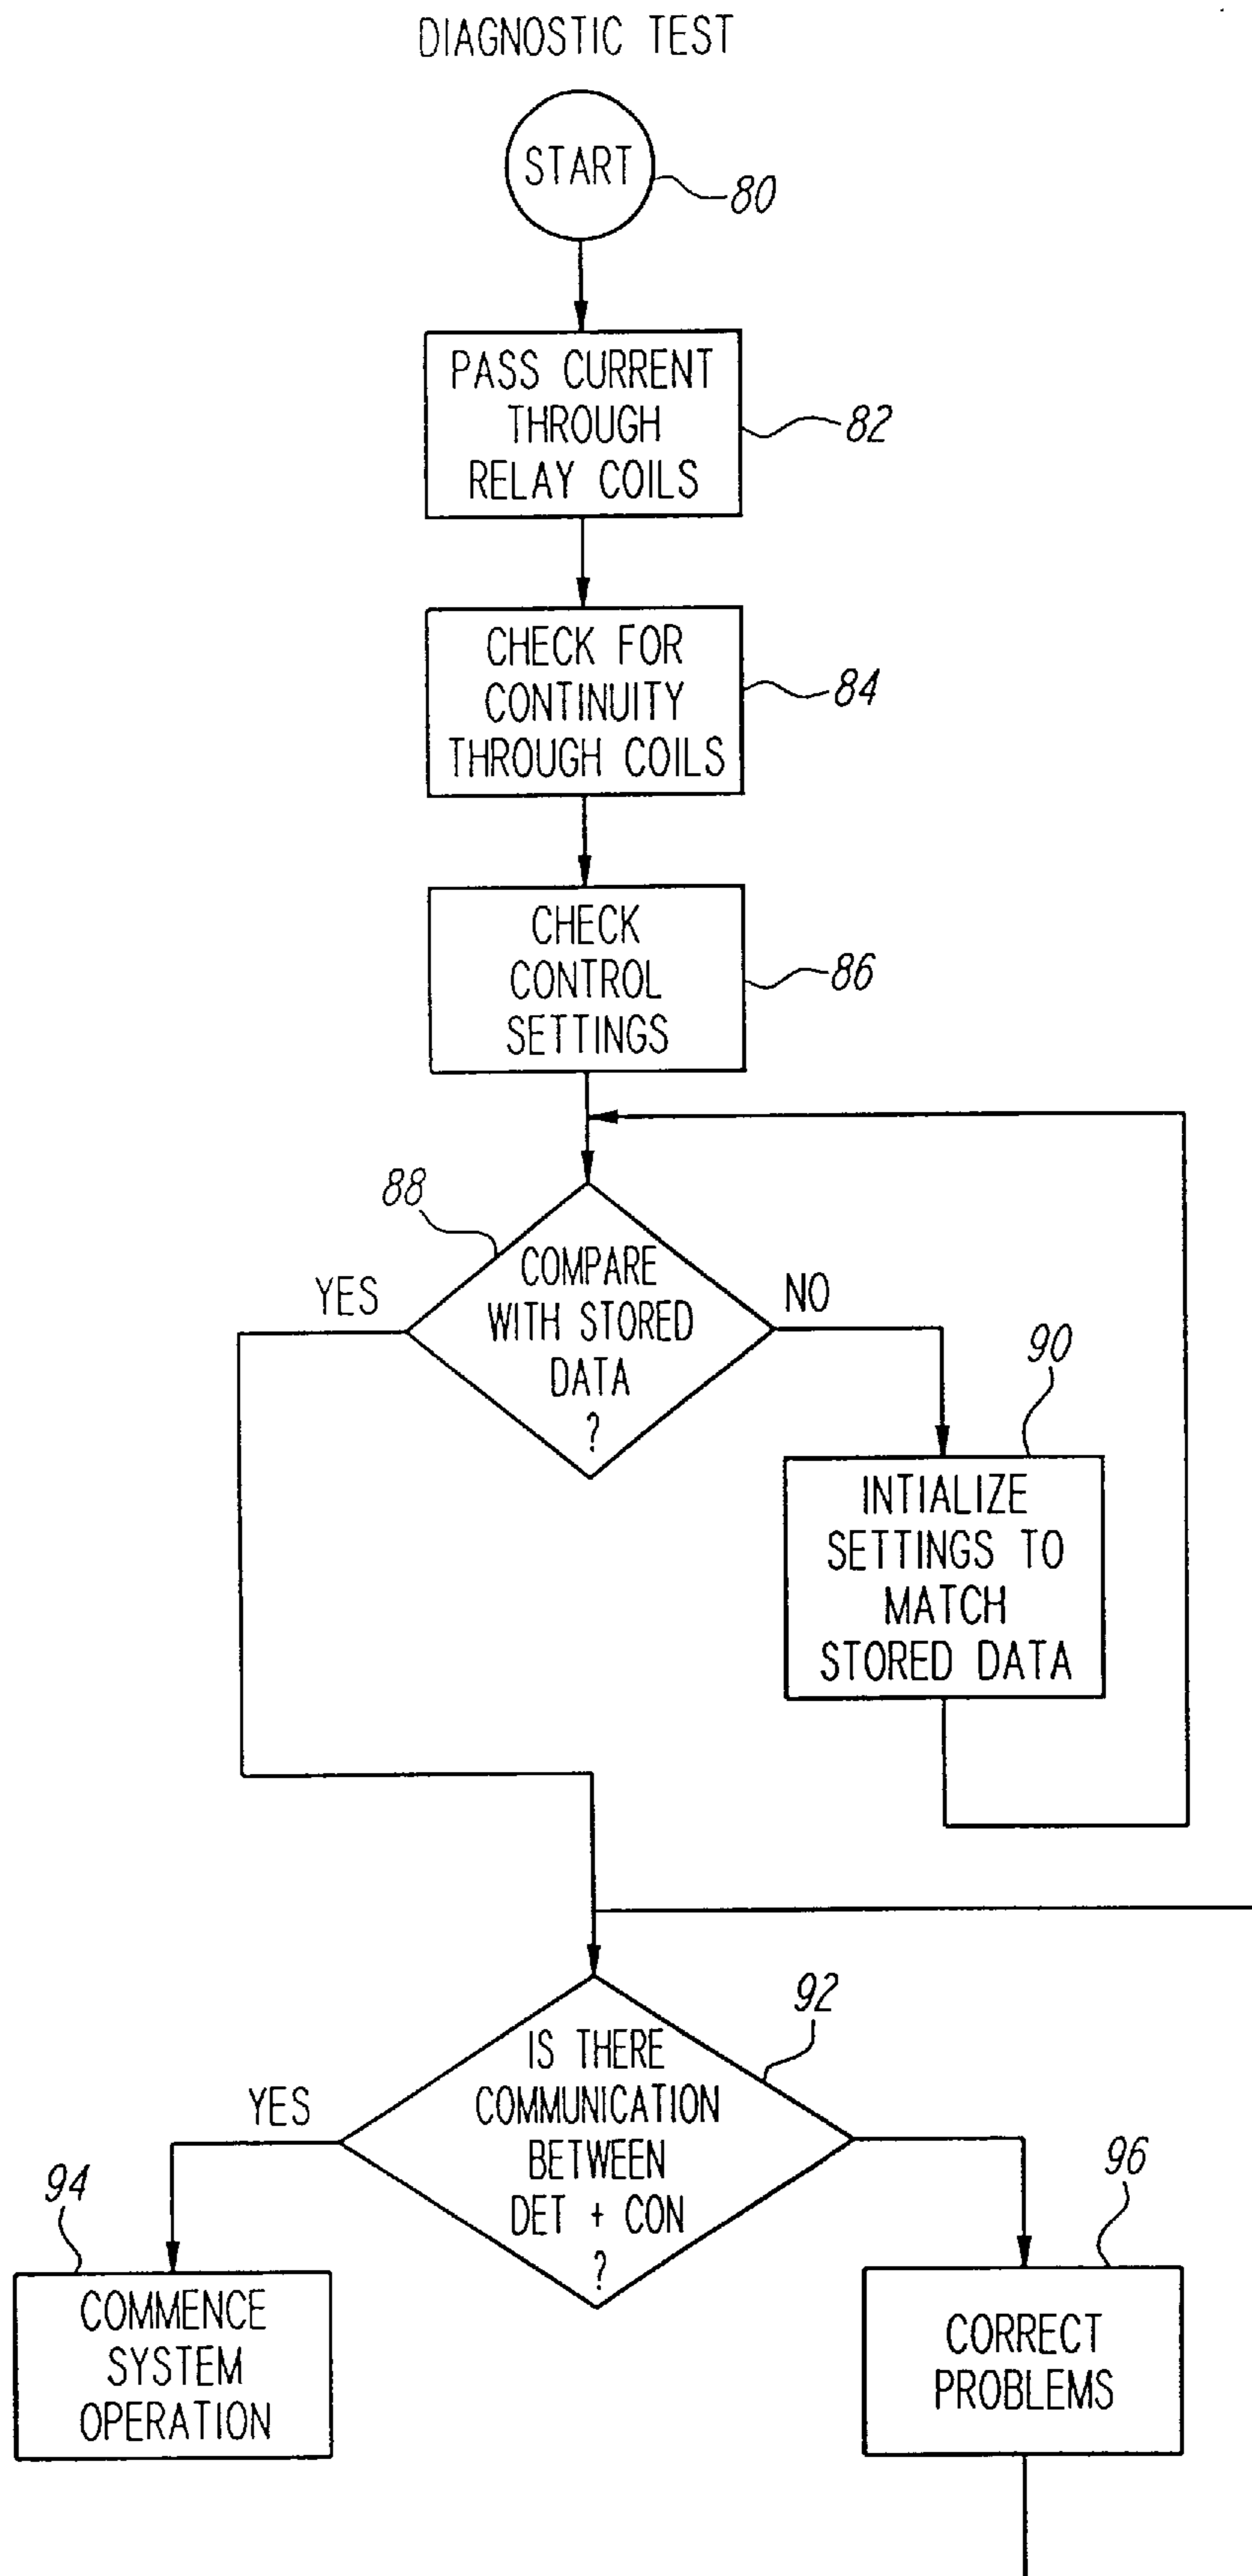 DIAGNOSTIC TEST
START
80
PASS CURRENT
THROUGH
RELAY COILS
82
CHECK FOR
CONTINUITY
THROUGH COILS
84
CHECK
CONTROL
SETTINGS
86
88
COMPARE
WITH STORED
DATA
?
YES
NO
90
INTIALIZE
SETTINGS TO
MATCH
STORED DATA
92
IS THERE
COMMUNICATION
BETWEEN
DET + CON
?
YES
94
COMMENCE
SYSTEM
OPERATION
96
CORRECT
PROBLEMS